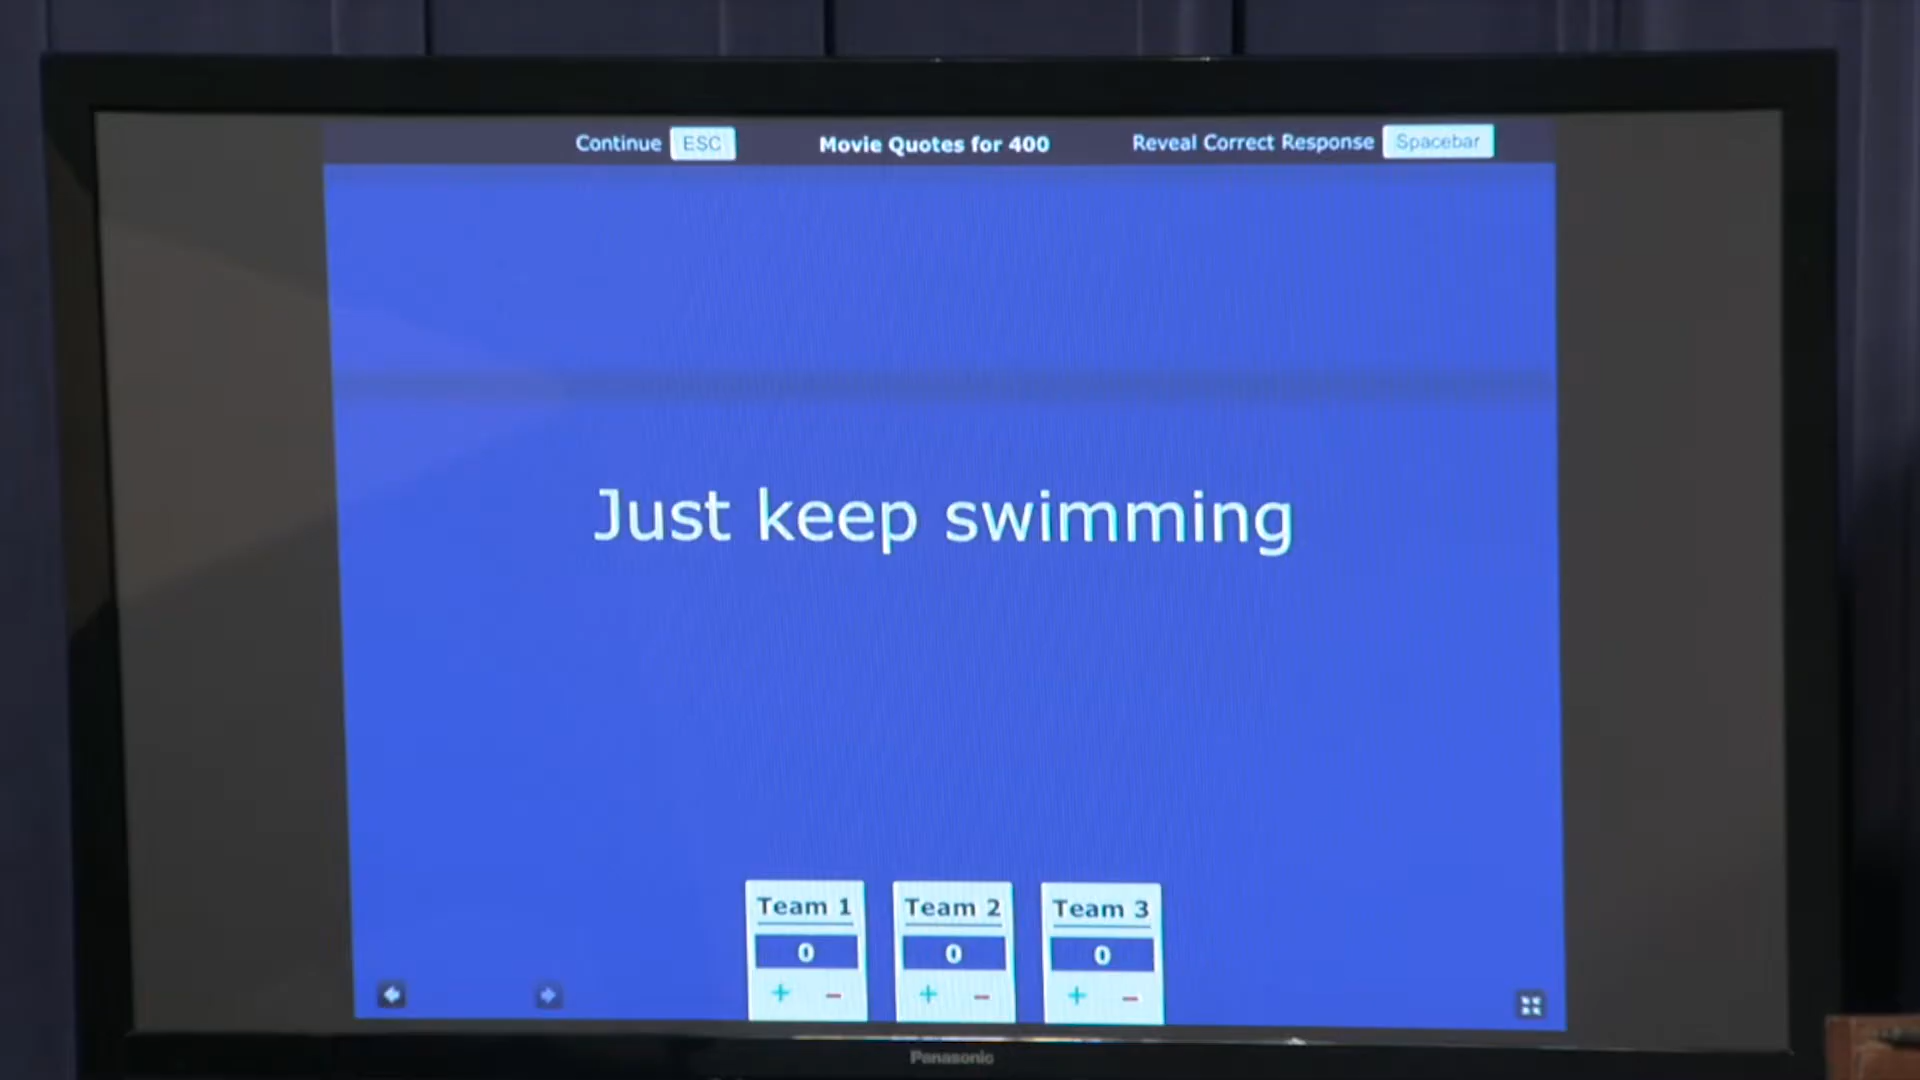 Continue ESC Movie Quotes for 400 Reveal Correct Response Spacebar
Just keep swimming
Team 1 Team 2 Team 3
0 0 0
+ - + - + -
Panasonic